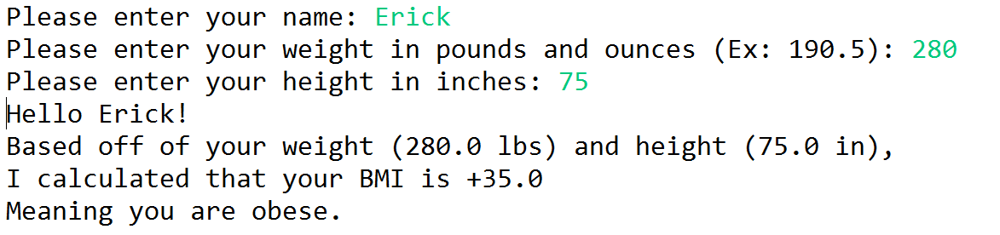 Please enter your name: Erick
Please enter your weight in pounds and ounces (Ex: 190.5): 280
Please enter your height in inches: 75
Hello Erick!
Based off of your weight (280.0 lbs) and height (75.0 in),
I calculated that your BMI is +35.0
Meaning you are obese.